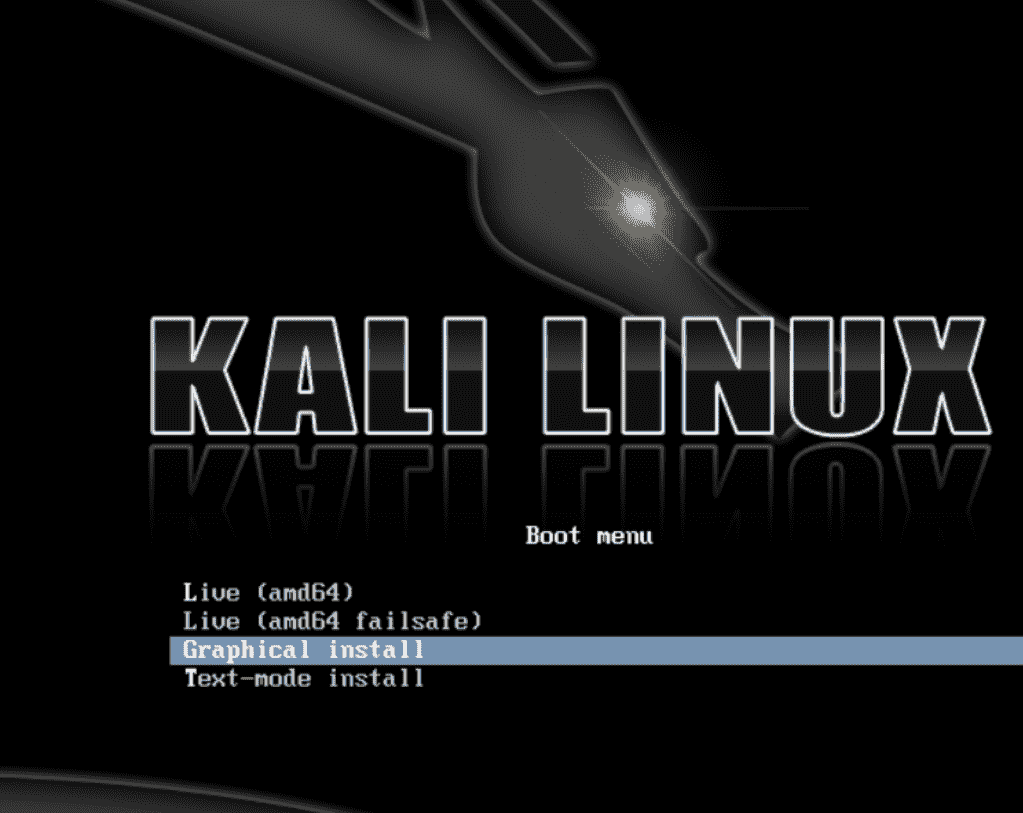 KALI LINUX
Boot menu
Live (amd64)
Live (amd64 failsafe)
Graphical install
Text-mode install